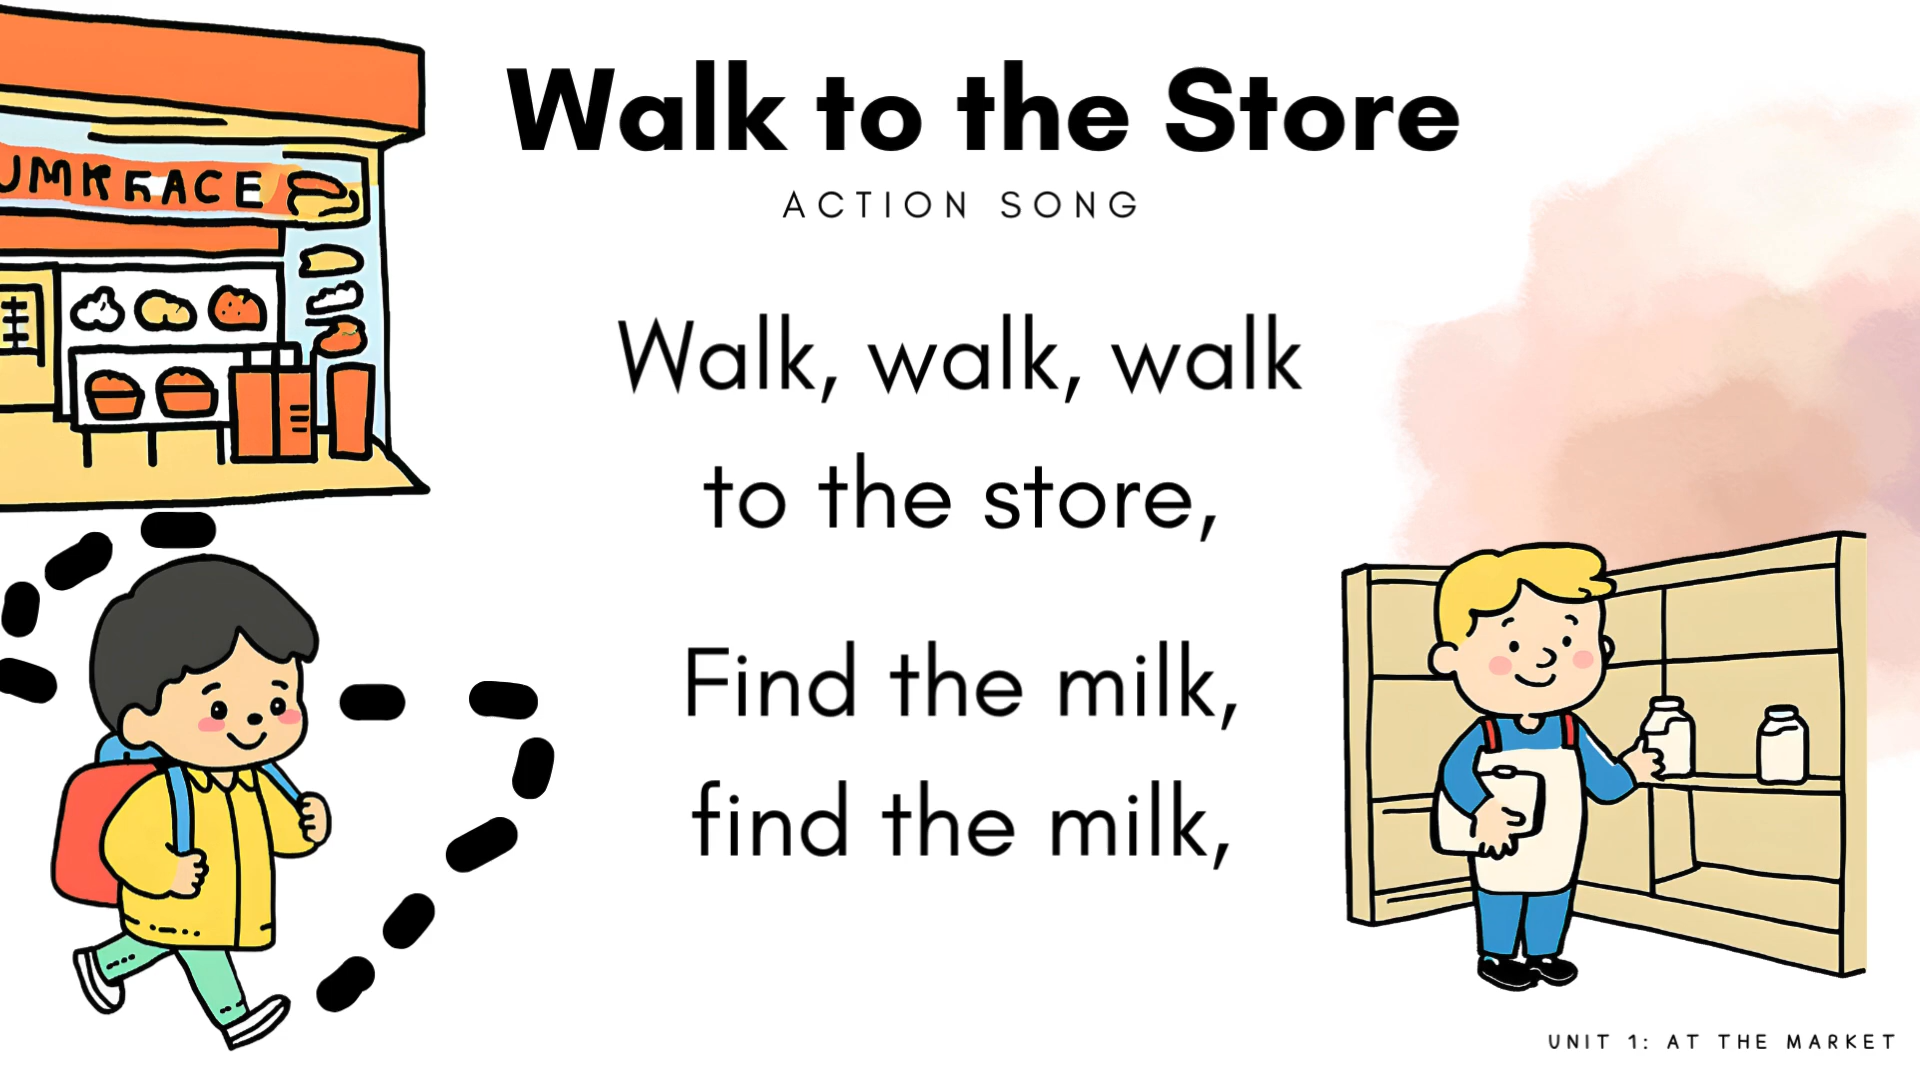 Walk to the Store
ACTION SONG
Walk, walk, walk
to the store,
Find the milk,
find the milk,
UNIT 1: AT THE MARKET